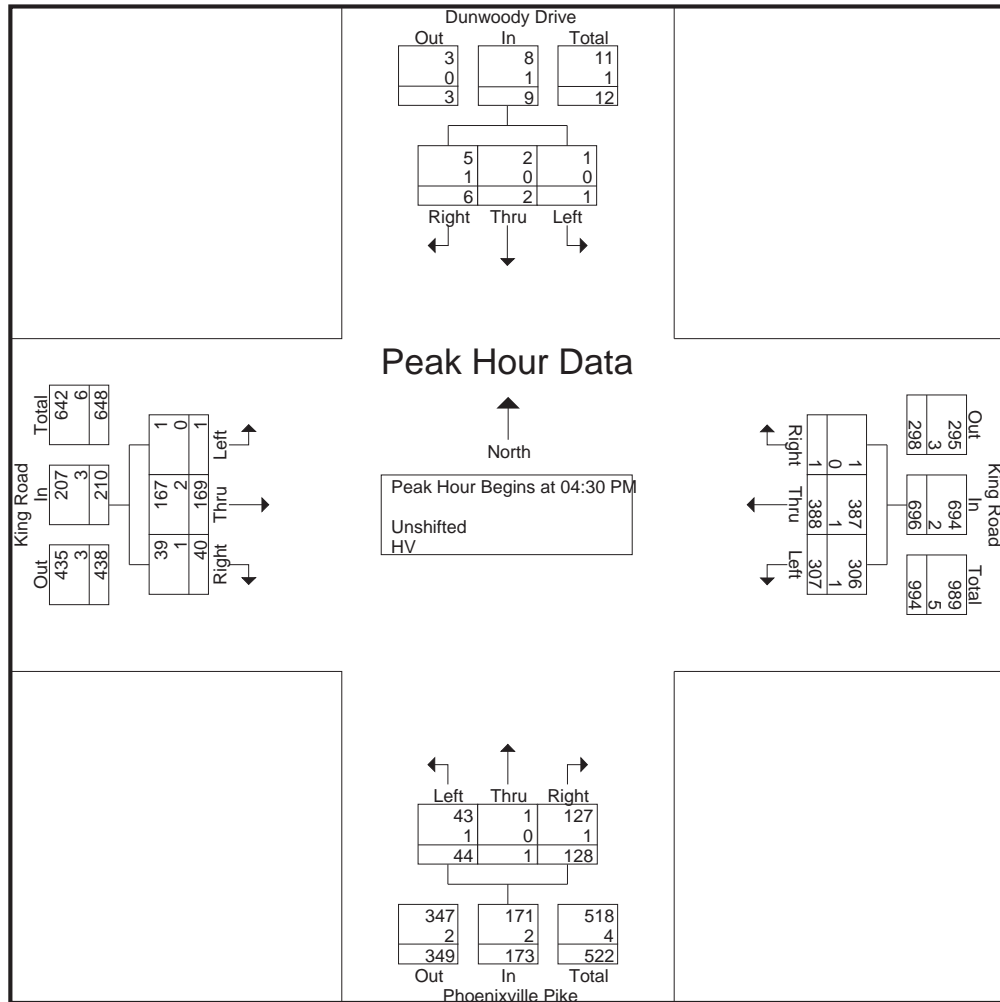 Dunwoody Drive
Out In Total
3 8 11
0 1 1
3 9 12
5 2 1
1 0 0
6 2 1
Right Thru Left
Peak Hour Data
North
Peak Hour Begins at 04:30 PM
Unshifted
HV
King Road
Out In Total
435 207 642
3 3 6
438 210 648
Left Thru Right
1 167 39
0 2 1
1 169 40
King Road
Out In Total
295 694 989
3 2 5
298 696 994
1 387 306
0 1 1
1 388 307
Right Thru Left
Left Thru Right
43 1 127
1 0 1
44 1 128
347 171 518
2 2 4
349 173 522
Out In Total
Phoenixville Pike